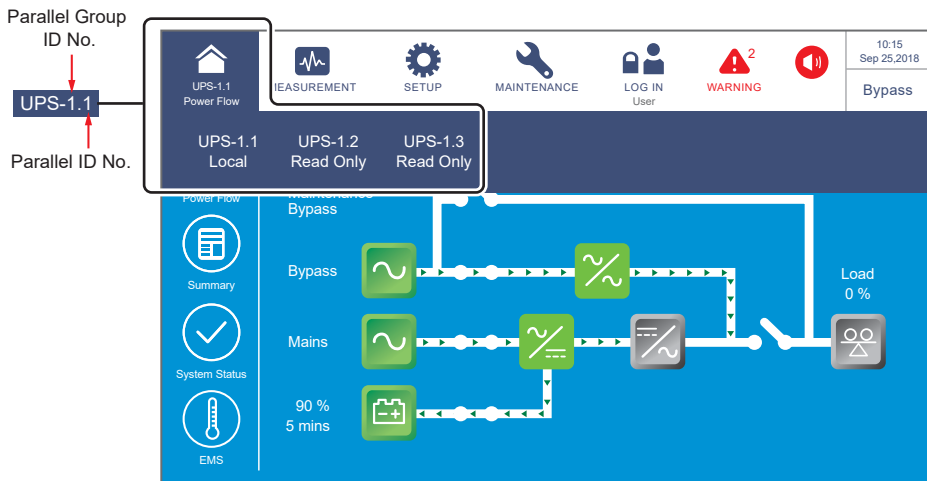 Parallel Group
ID No.
UPS-1.1
Parallel ID No.
UPS-1.1
Power Flow
MEASUREMENT
SETUP
MAINTENANCE
LOG IN
User
2
WARNING
10:15
Sep 25,2018
Bypass
UPS-1.1
Local
UPS-1.2
Read Only
UPS-1.3
Read Only
Power Flow
Maintenance
Bypass
Summary
Bypass
Load
0 %
System Status
Mains
90 %
5 mins
EMS